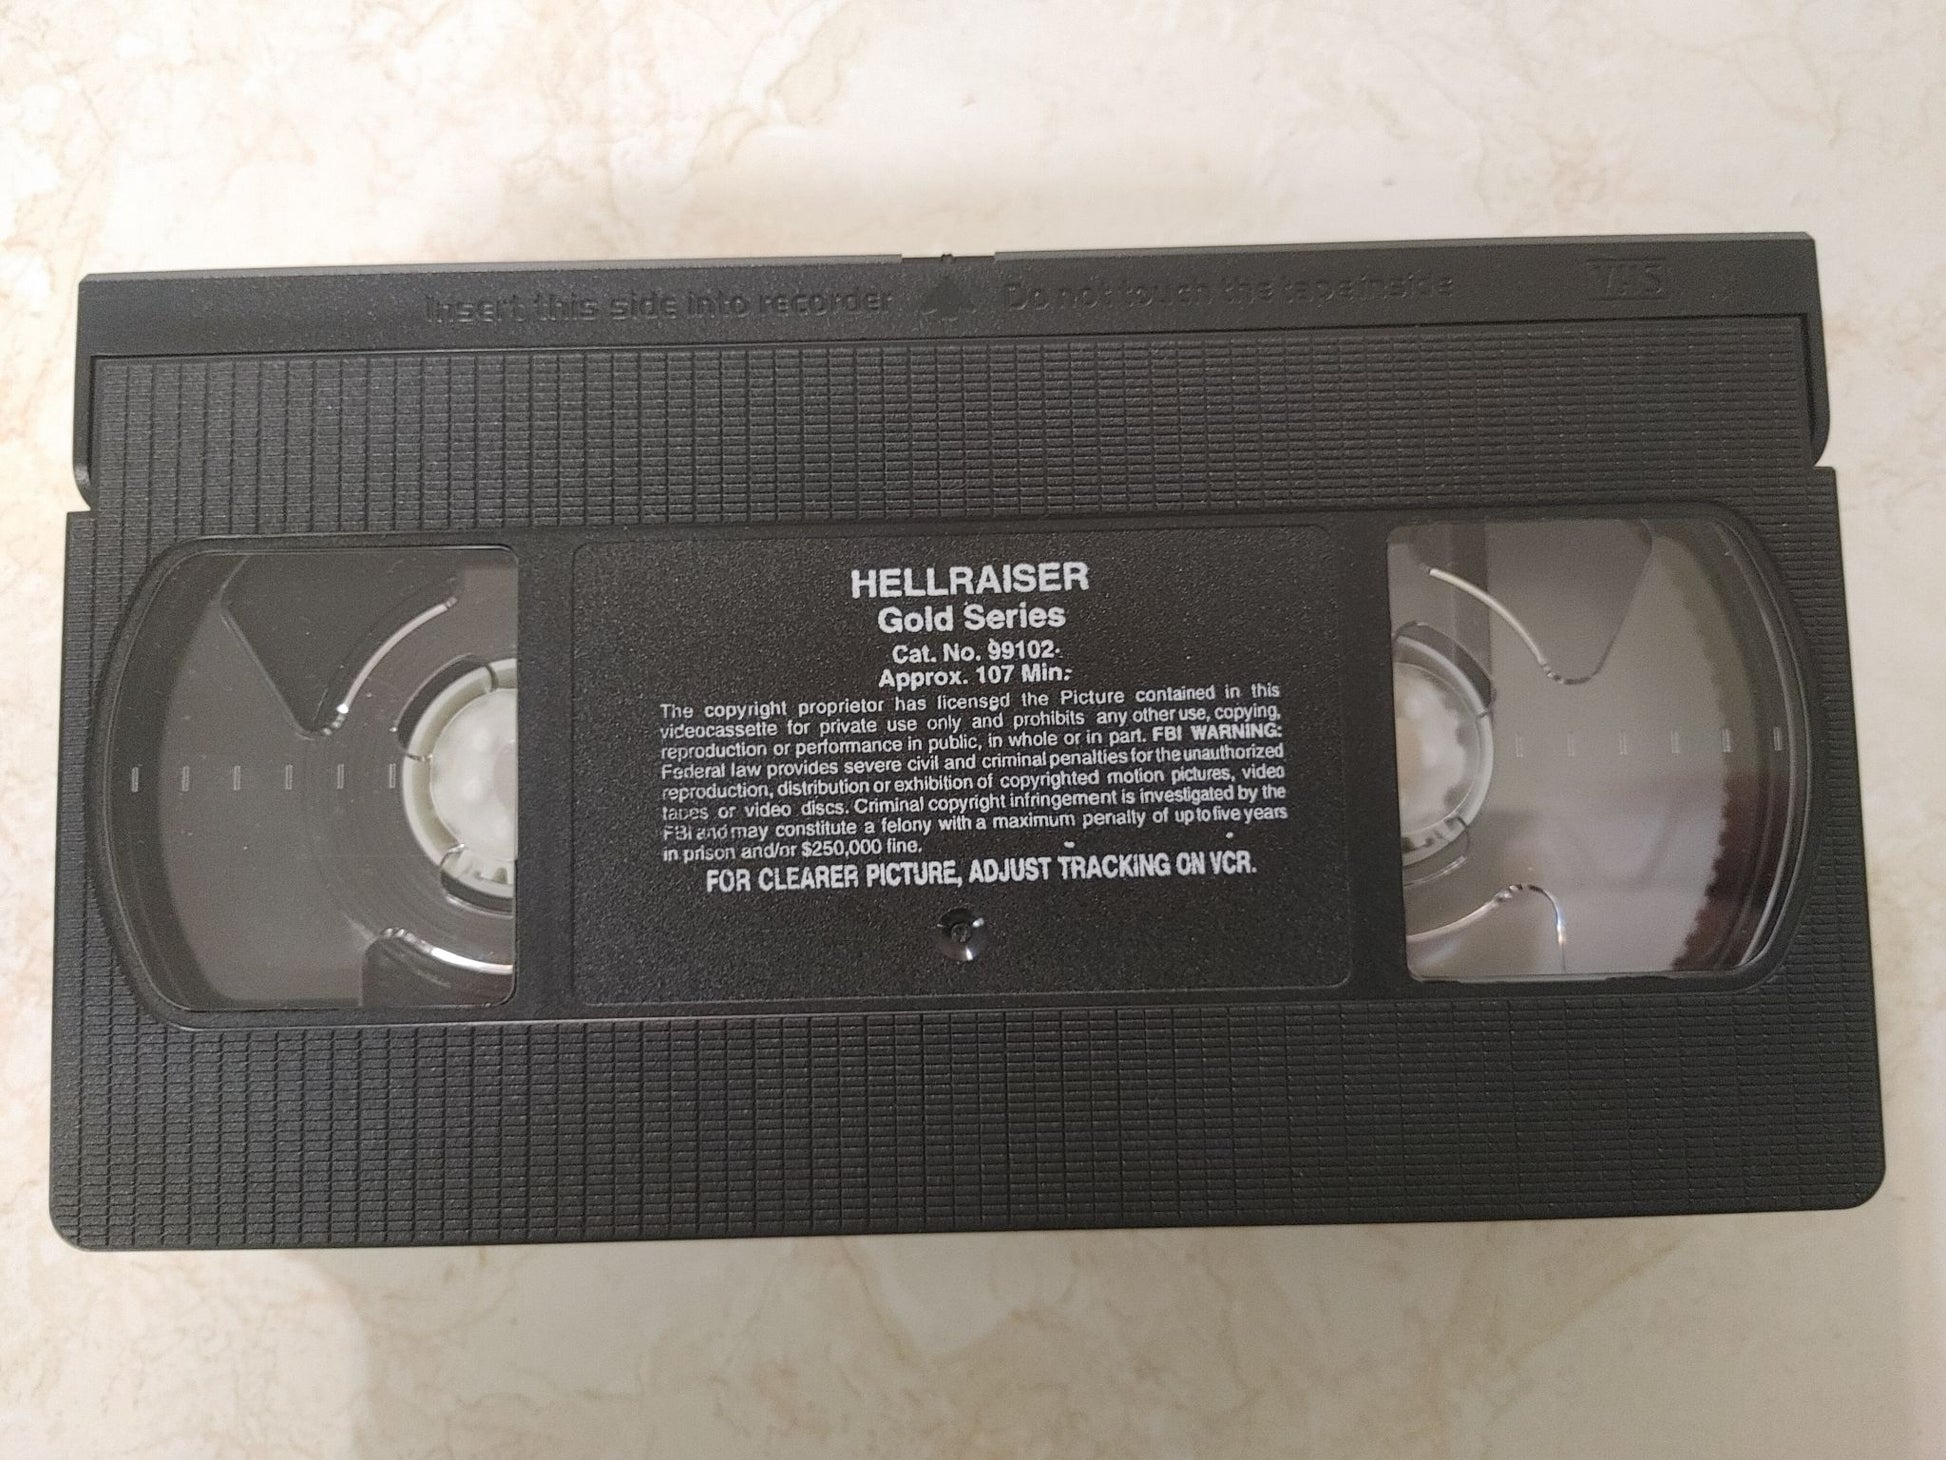 Insert this side into recorder Do not touch the tape inside VHS
HELLRAISER
Gold Series
Cat. No. 99102
Approx. 107 Min.
The copyright proprietor has licensed the Picture contained in this
videocassette for private use only and prohibits any other use, copying,
reproduction or performance in public, in whole or in part. FBI WARNING:
Federal law provides severe civil and criminal penalties for the unauthorized
reproduction, distribution or exhibition of copyrighted motion pictures, video
tapes or video discs. Criminal copyright infringement is investigated by the
FBI and may constitute a felony with a maximum penalty of up to five years
in prison and/or $250,000 fine.
FOR CLEARER PICTURE, ADJUST TRACKING ON VCR.